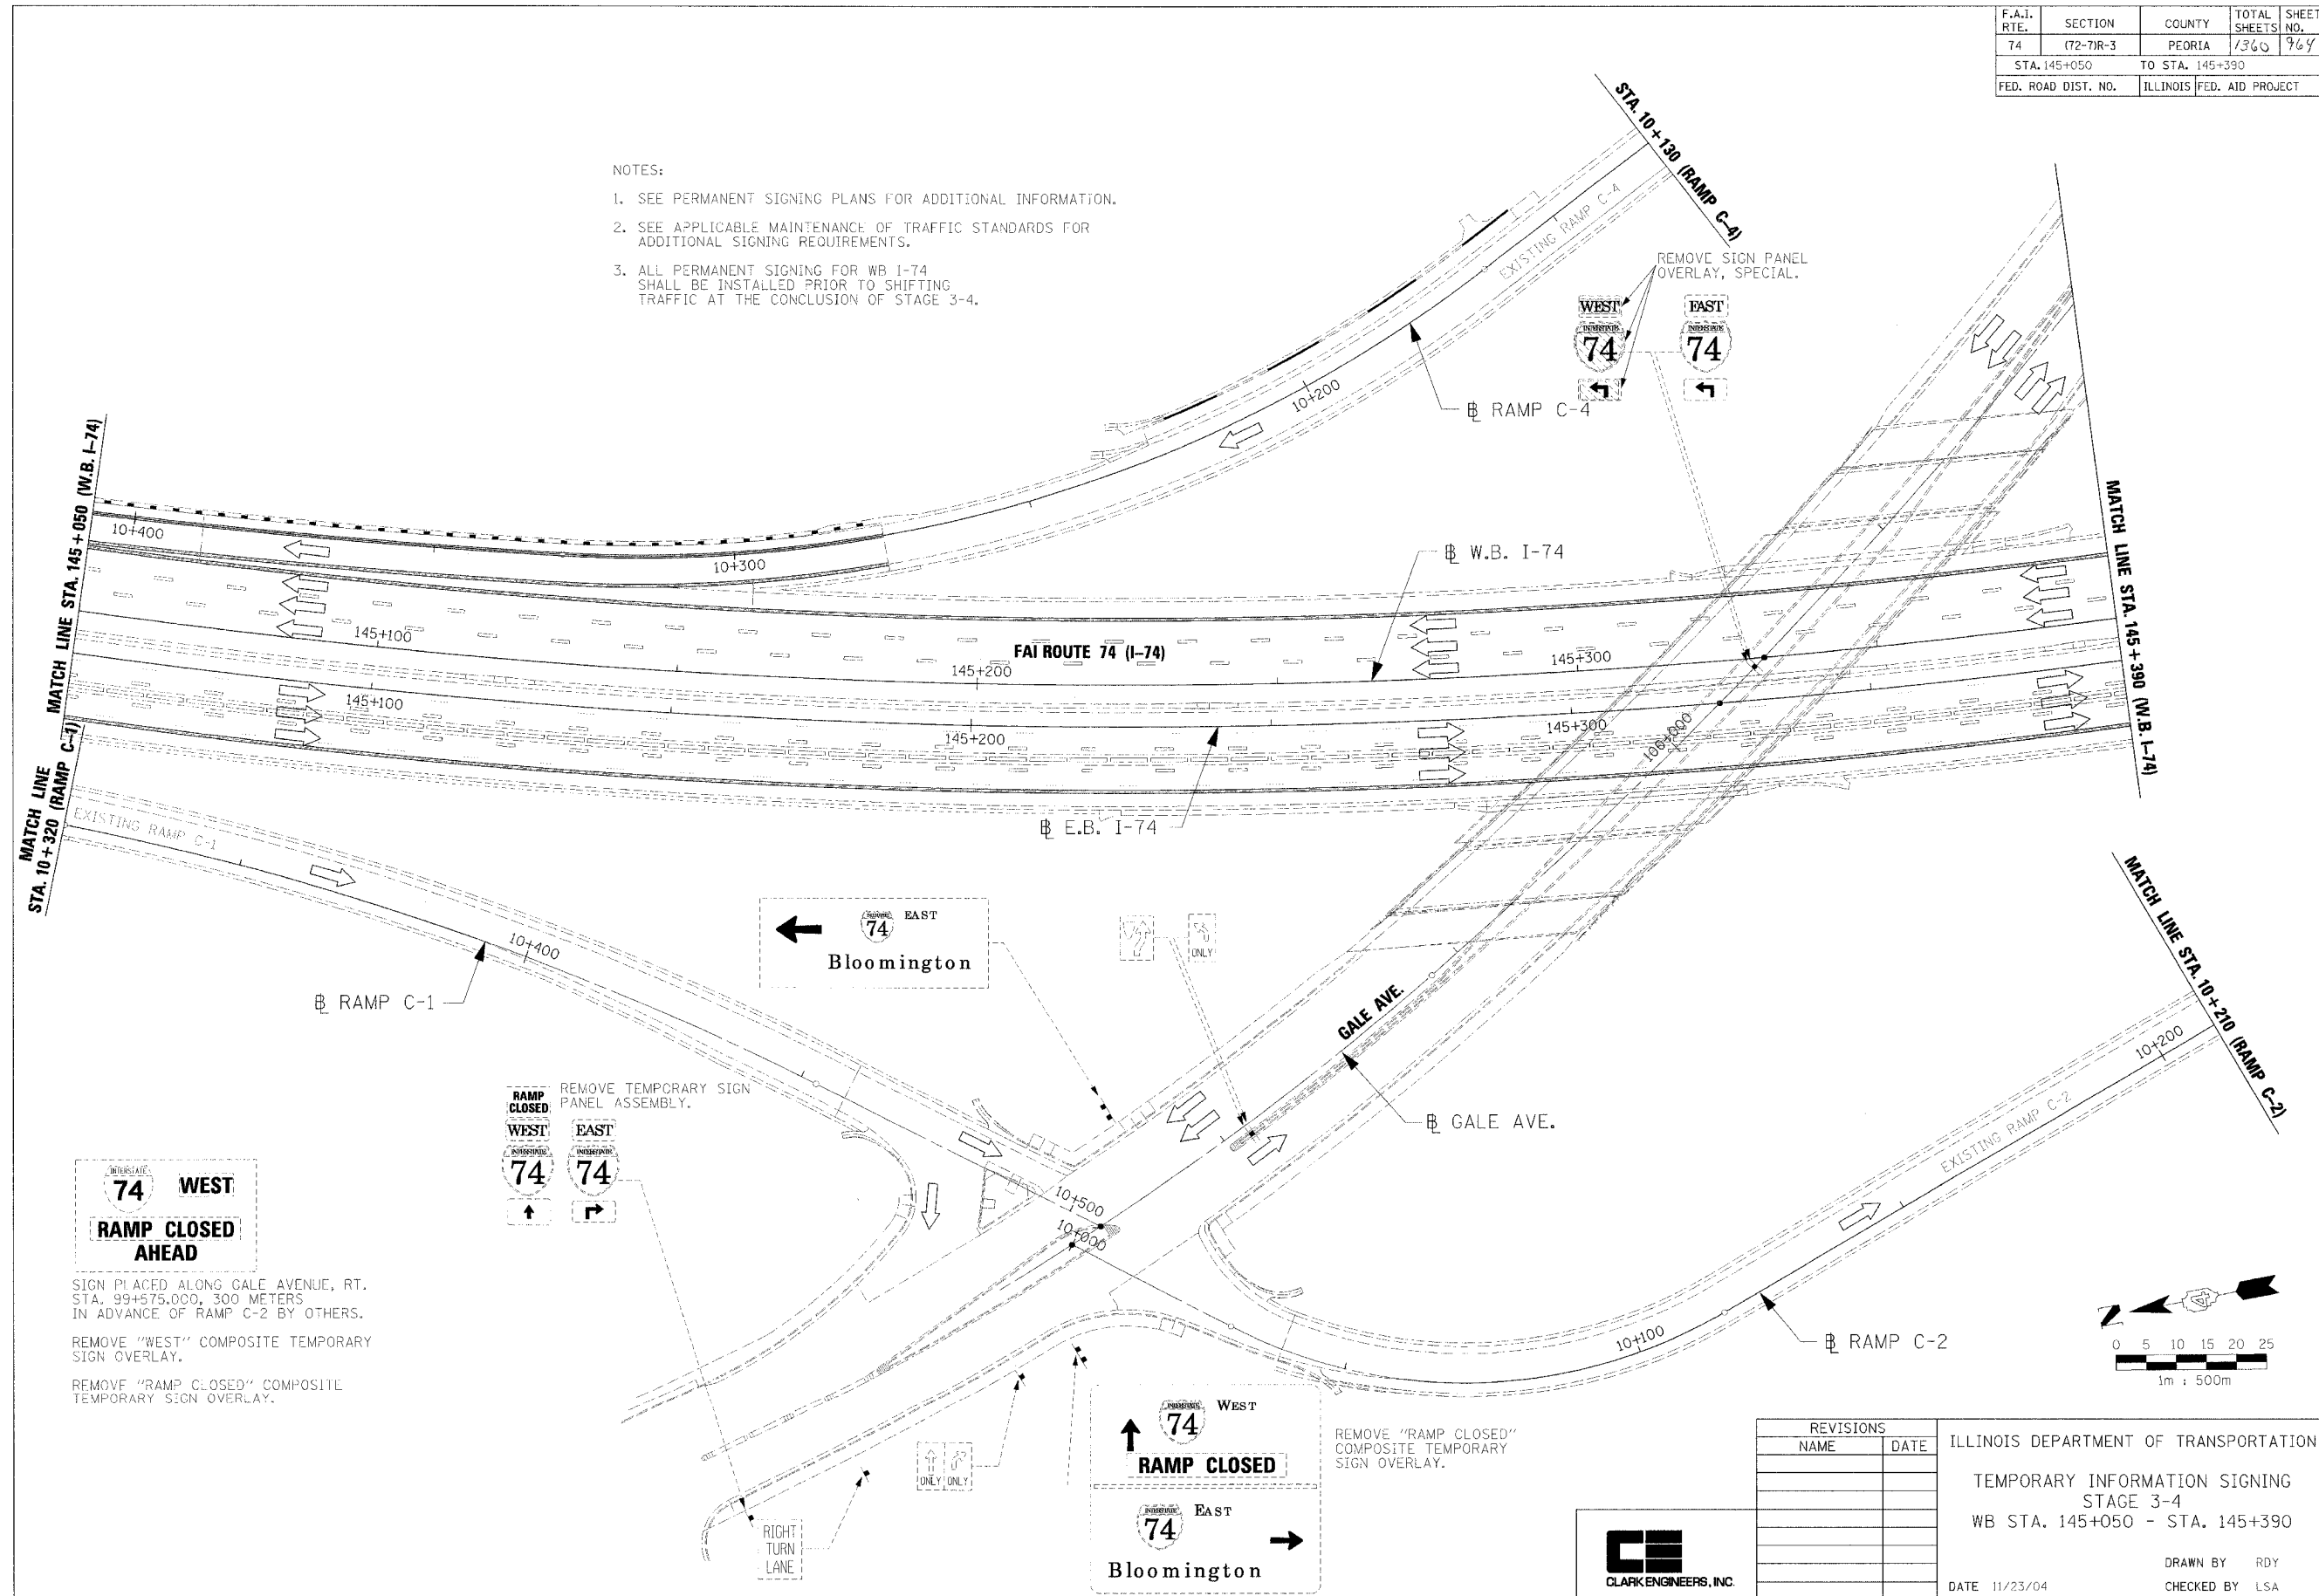 F.A.I. RTE. SECTION COUNTY TOTAL SHEETS SHEET NO.
74 (72-7)R-3 PEORIA 1360 964
STA. 145+050 TO STA. 145+390
FED. ROAD DIST. NO. ILLINOIS FED. AID PROJECT
NOTES:
1. SEE PERMANENT SIGNING PLANS FOR ADDITIONAL INFORMATION.
2. SEE APPLICABLE MAINTENANCE OF TRAFFIC STANDARDS FOR
ADDITIONAL SIGNING REQUIREMENTS.
3. ALL PERMANENT SIGNING FOR WB I-74
SHALL BE INSTALLED PRIOR TO SHIFTING
TRAFFIC AT THE CONCLUSION OF STAGE 3-4.
STA. 10+130 (RAMP C-4)
EXISTING RAMP C-4
REMOVE SIGN PANEL
OVERLAY, SPECIAL.
WEST EAST
INTERSTATE INTERSTATE
74 74
10+200
℄ RAMP C-4
MATCH LINE STA. 145+050 (W.B. I-74)
10+400
10+300
℄ W.B. I-74
MATCH LINE STA. 145+390 (W.B. I-74)
145+100
FAI ROUTE 74 (I-74)
145+200
145+300
145+100
145+200
145+300
106+000
℄ E.B. I-74
MATCH LINE
STA. 10+320 (RAMP C-1)
EXISTING RAMP C-1
10+400
℄ RAMP C-1
INTERSTATE
74 EAST
Bloomington
ONLY
GALE AVE.
℄ GALE AVE.
MATCH LINE STA. 10+210 (RAMP C-2)
10+200
EXISTING RAMP C-2
RAMP
CLOSED
REMOVE TEMPORARY SIGN
PANEL ASSEMBLY.
WEST EAST
INTERSTATE INTERSTATE
74 74
10+500
10+000
INTERSTATE
74 WEST
RAMP CLOSED
AHEAD
SIGN PLACED ALONG GALE AVENUE, RT.
STA. 99+575.000, 300 METERS
IN ADVANCE OF RAMP C-2 BY OTHERS.
REMOVE "WEST" COMPOSITE TEMPORARY
SIGN OVERLAY.
REMOVE "RAMP CLOSED" COMPOSITE
TEMPORARY SIGN OVERLAY.
10+100
℄ RAMP C-2
0 5 10 15 20 25
1m : 500m
ONLY ONLY
RIGHT
TURN
LANE
INTERSTATE
74 WEST
RAMP CLOSED
INTERSTATE
74 EAST
Bloomington
REMOVE "RAMP CLOSED"
COMPOSITE TEMPORARY
SIGN OVERLAY.
CLARK ENGINEERS, INC.
REVISIONS
NAME DATE
ILLINOIS DEPARTMENT OF TRANSPORTATION
TEMPORARY INFORMATION SIGNING
STAGE 3-4
WB STA. 145+050 - STA. 145+390
DRAWN BY RDY
DATE 11/23/04 CHECKED BY LSA